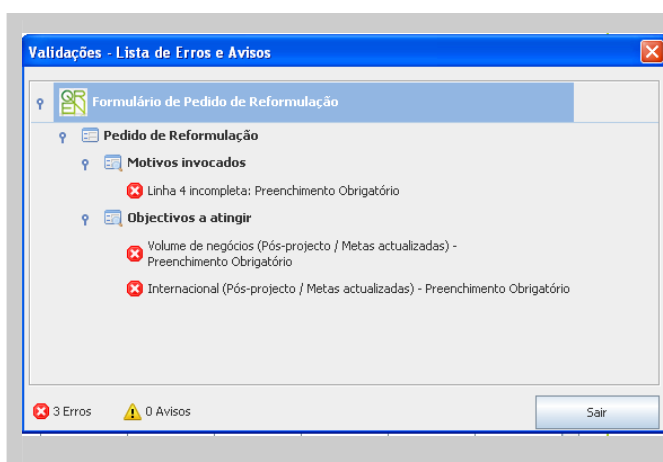 Validações - Lista de Erros e Avisos
QREN
Formulário de Pedido de Reformulação
Pedido de Reformulação
Motivos invocados
Linha 4 incompleta: Preenchimento Obrigatório
Objectivos a atingir
Volume de negócios (Pós-projecto / Metas actualizadas) -
Preenchimento Obrigatório
Internacional (Pós-projecto / Metas actualizadas) - Preenchimento Obrigatório
3 Erros
0 Avisos
Sair